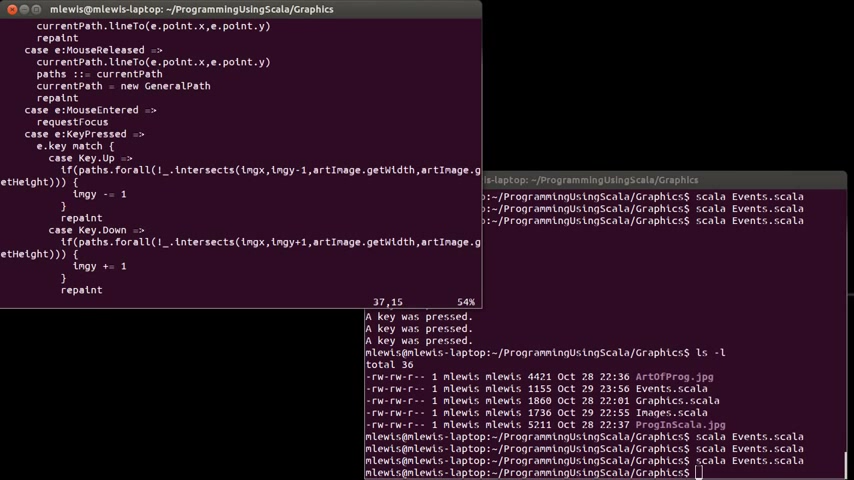 mlewis@mlewis-laptop: ~/ProgrammingUsingScala/Graphics
currentPath.lineTo(e.point.x,e.point.y)
repaint
case e:MouseReleased =>
currentPath.lineTo(e.point.x,e.point.y)
paths ::= currentPath
currentPath = new GeneralPath
repaint
case e:MouseEntered =>
requestFocus
case e:KeyPressed =>
e.key match {
case Key.Up =>
if(paths.forall(!_.intersects(imgx,imgy-1,artImage.getWidth,artImage.g
etHeight))) {
imgy -= 1
}
repaint
case Key.Down =>
if(paths.forall(!_.intersects(imgx,imgy+1,artImage.getWidth,artImage.g
etHeight))) {
imgy += 1
}
repaint
37,15 54%
is-laptop: ~/ProgrammingUsingScala/Graphics
s-laptop:~/ProgrammingUsingScala/Graphics$ scala Events.scala
s-laptop:~/ProgrammingUsingScala/Graphics$ scala Events.scala
s-laptop:~/ProgrammingUsingScala/Graphics$ scala Events.scala
A key was pressed.
A key was pressed.
A key was pressed.
mlewis@mlewis-laptop:~/ProgrammingUsingScala/Graphics$ ls -l
total 36
-rw-rw-r-- 1 mlewis mlewis 4421 Oct 28 22:36 ArtOfProg.jpg
-rw-rw-r-- 1 mlewis mlewis 1155 Oct 29 23:56 Events.scala
-rw-rw-r-- 1 mlewis mlewis 1860 Oct 28 22:01 Graphics.scala
-rw-rw-r-- 1 mlewis mlewis 1736 Oct 29 22:55 Images.scala
-rw-rw-r-- 1 mlewis mlewis 5211 Oct 28 22:37 ProgInScala.jpg
mlewis@mlewis-laptop:~/ProgrammingUsingScala/Graphics$ scala Events.scala
mlewis@mlewis-laptop:~/ProgrammingUsingScala/Graphics$ scala Events.scala
mlewis@mlewis-laptop:~/ProgrammingUsingScala/Graphics$ scala Events.scala
mlewis@mlewis-laptop:~/ProgrammingUsingScala/Graphics$